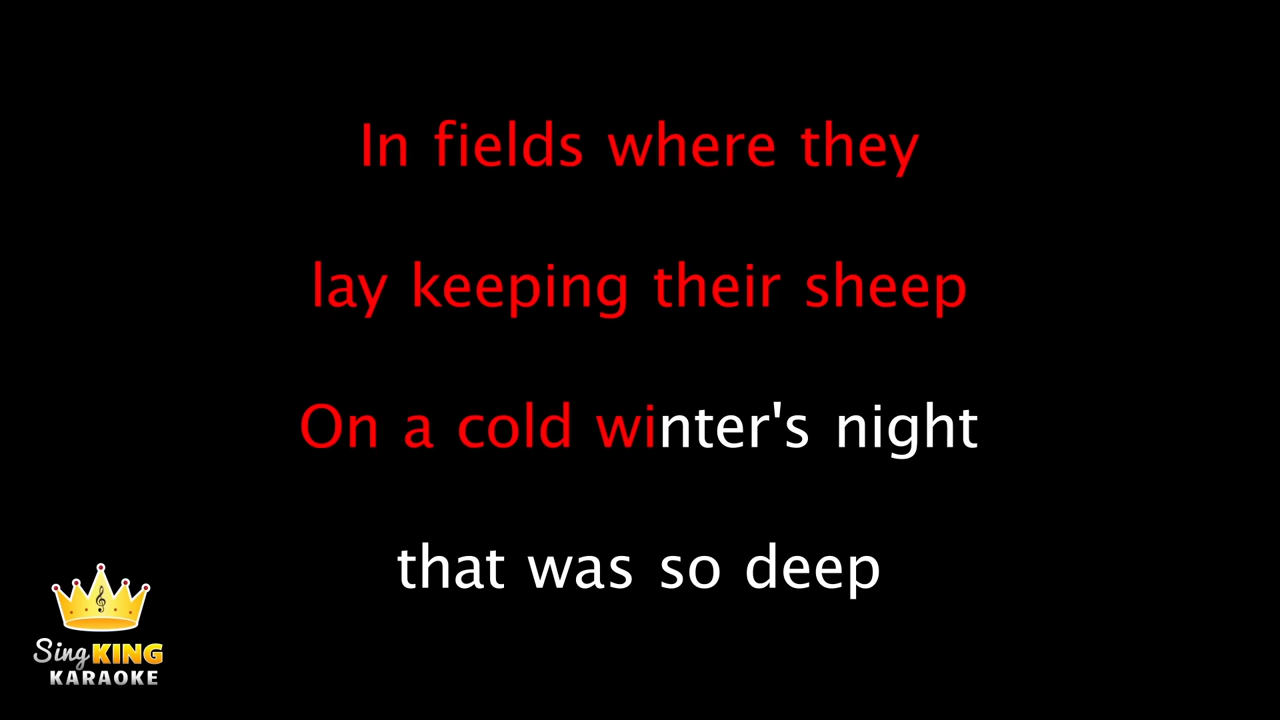 In fields where they
lay keeping their sheep
On a cold winter's night
that was so deep
Sing KING
KARAOKE